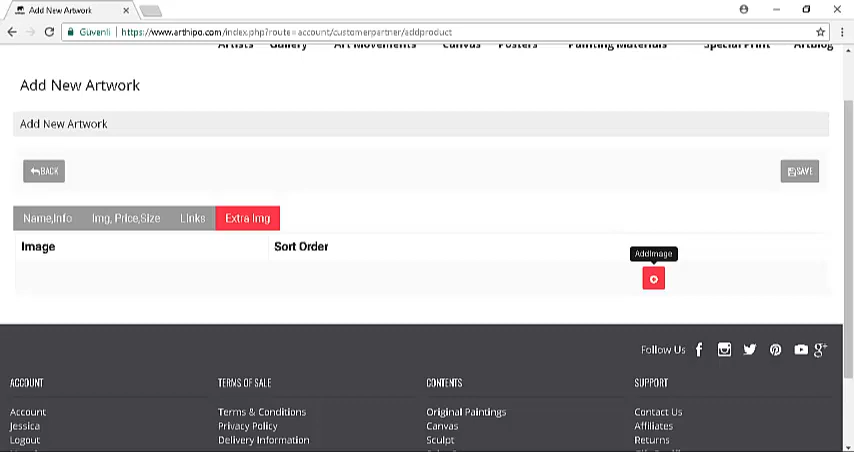 Add New Artwork
Güvenli | https://www.arthipo.com/index.php?route=account/customerpartner/addproduct
Artists Gallery Art Movements Canvas Posters Painting Materials Special Print Artblog
Add New Artwork
Add New Artwork
BACK SAVE
Name,Info Img, Price,Size Links Extra Img
Image Sort Order
AddImage
Follow Us
ACCOUNT TERMS OF SALE CONTENTS SUPPORT
Account Terms & Conditions Original Paintings Contact Us
Jessica Privacy Policy Canvas Affiliates
Logout Delivery Information Sculpt Returns